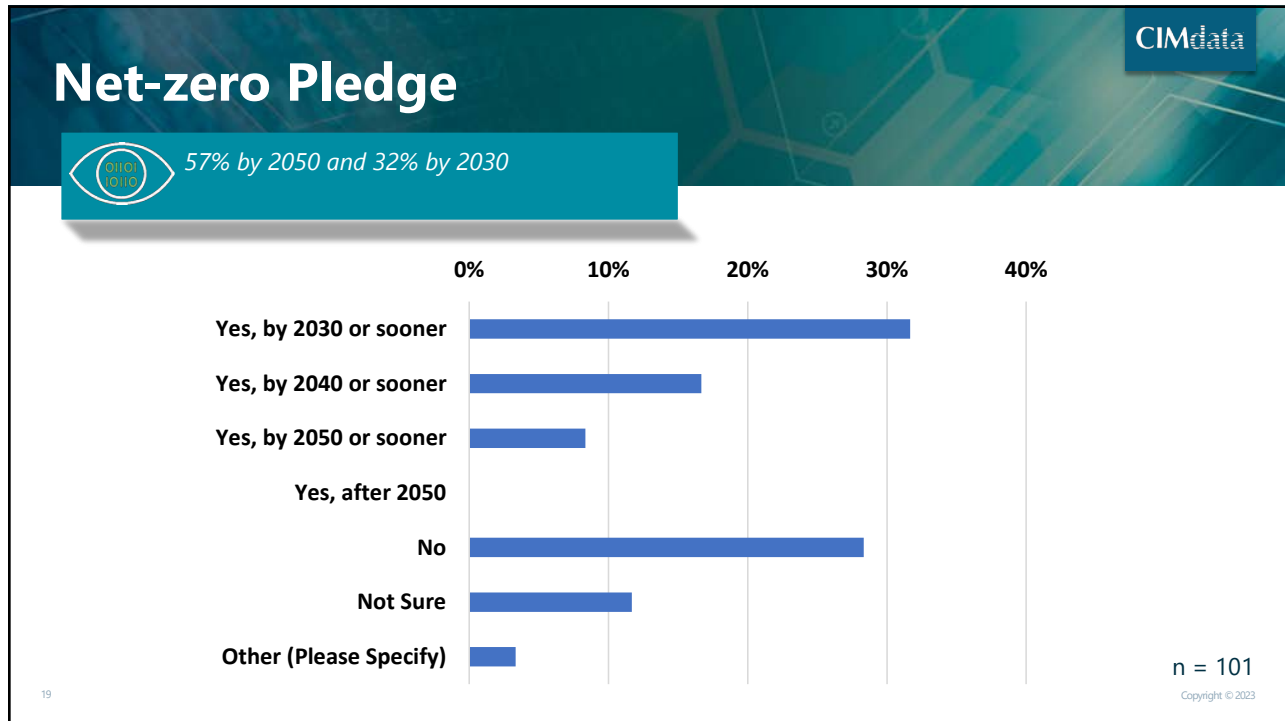 CIMdata
Net-zero Pledge
01101
10110
57% by 2050 and 32% by 2030
0% 10% 20% 30% 40%
Yes, by 2030 or sooner
Yes, by 2040 or sooner
Yes, by 2050 or sooner
Yes, after 2050
No
Not Sure
Other (Please Specify)
n = 101
19
Copyright © 2023